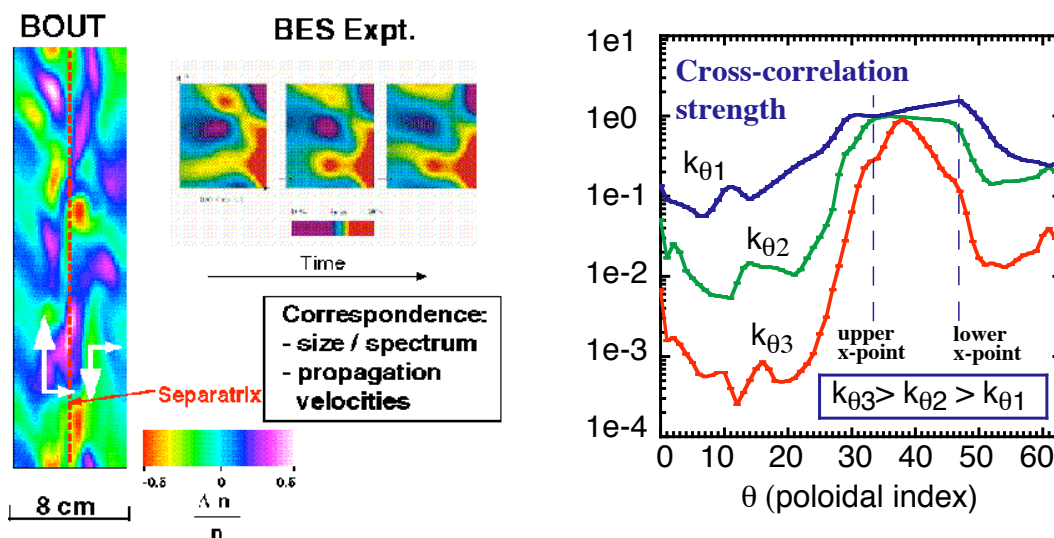 BOUT
BES Expt.
Time
Correspondence:
- size / spectrum
- propagation
velocities
Separatrix
-0.5
0
0.5
Δ n
n
8 cm
1e1
1e0
1e-1
1e-2
1e-3
1e-4
Cross-correlation
strength
kθ1
kθ2
kθ3
upper
x-point
lower
x-point
kθ3> kθ2 > kθ1
0 10 20 30 40 50 60
θ (poloidal index)